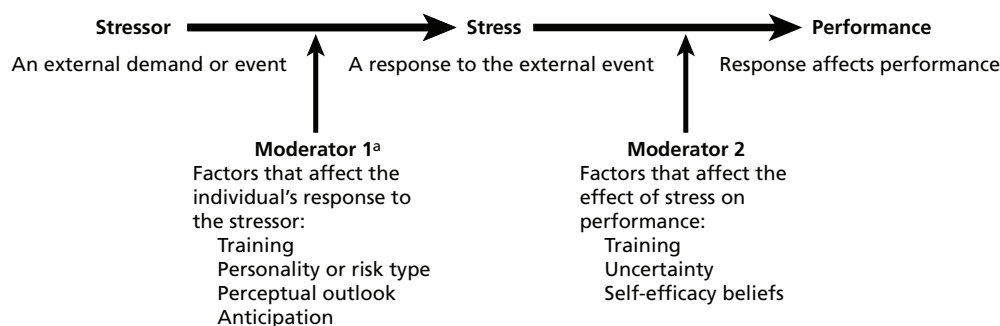 Stressor Stress Performance
An external demand or event A response to the external event Response affects performance
Moderator 1a Moderator 2
Factors that affect the Factors that affect the
individual's response to effect of stress on
the stressor: performance:
Training Training
Personality or risk type Uncertainty
Perceptual outlook Self-efficacy beliefs
Anticipation